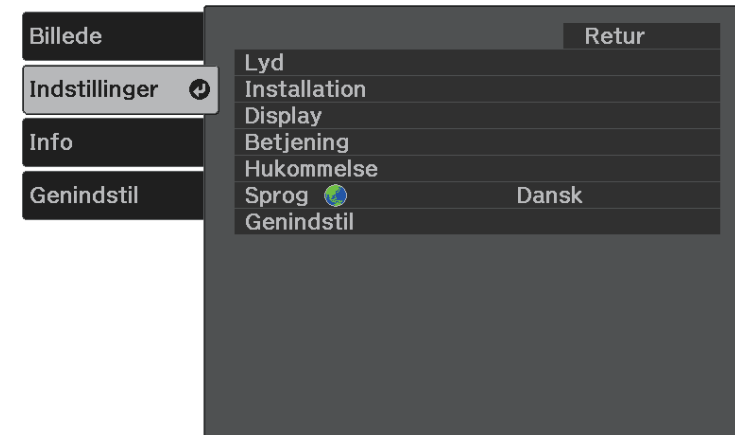 Billede
Indstillinger
Info
Genindstil
Retur
Lyd
Installation
Display
Betjening
Hukommelse
Sprog Dansk
Genindstil